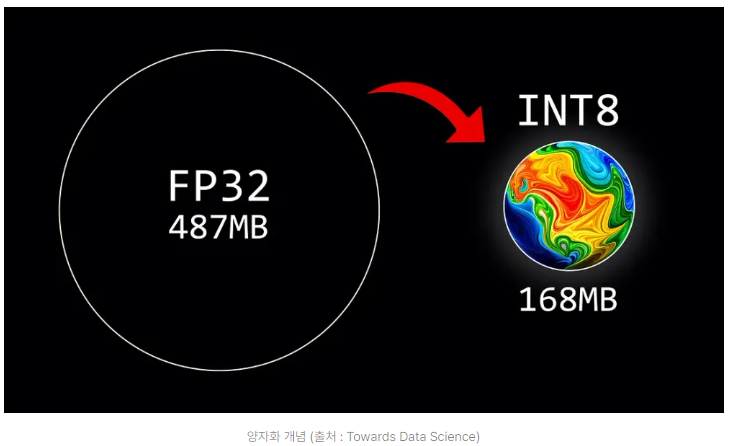 INT8
FP32
487MB
168MB
양자화 개념 (출처 : Towards Data Science)